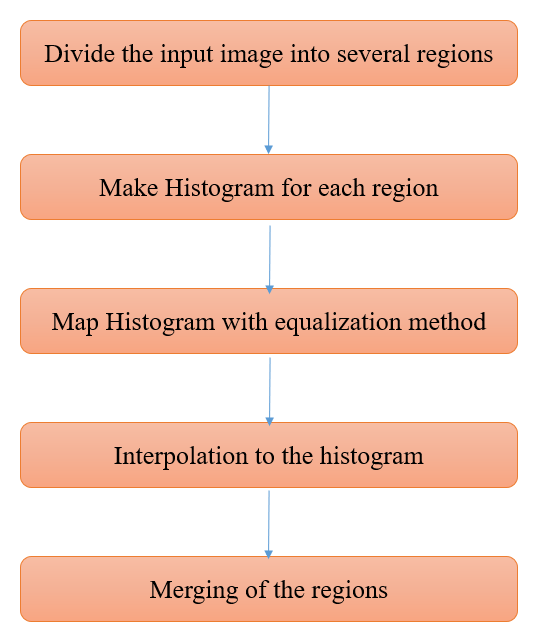 Divide the input image into several regions
Make Histogram for each region
Map Histogram with equalization method
Interpolation to the histogram
Merging of the regions